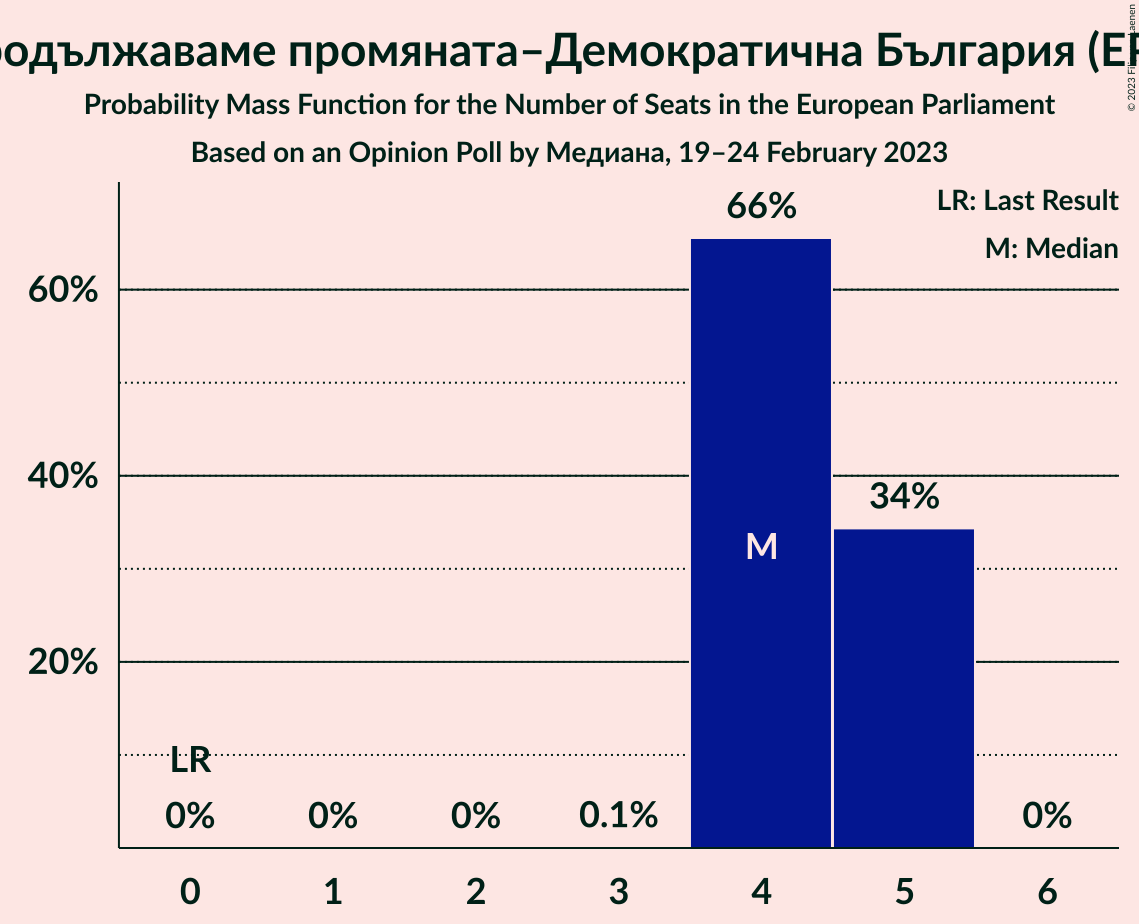 одължаваме промяната–Демократична България (
Probability Mass Function for the Number of Seats in the European Parliament
Based on an Opinion Poll by Медиана, 19–24 February 2023
LR: Last Result
M: Median
66%
60%
40%
34%
M
20%
LR
0% 0% 0% 0.1% 0%
0 1 2 3 4 5 6
© 2023